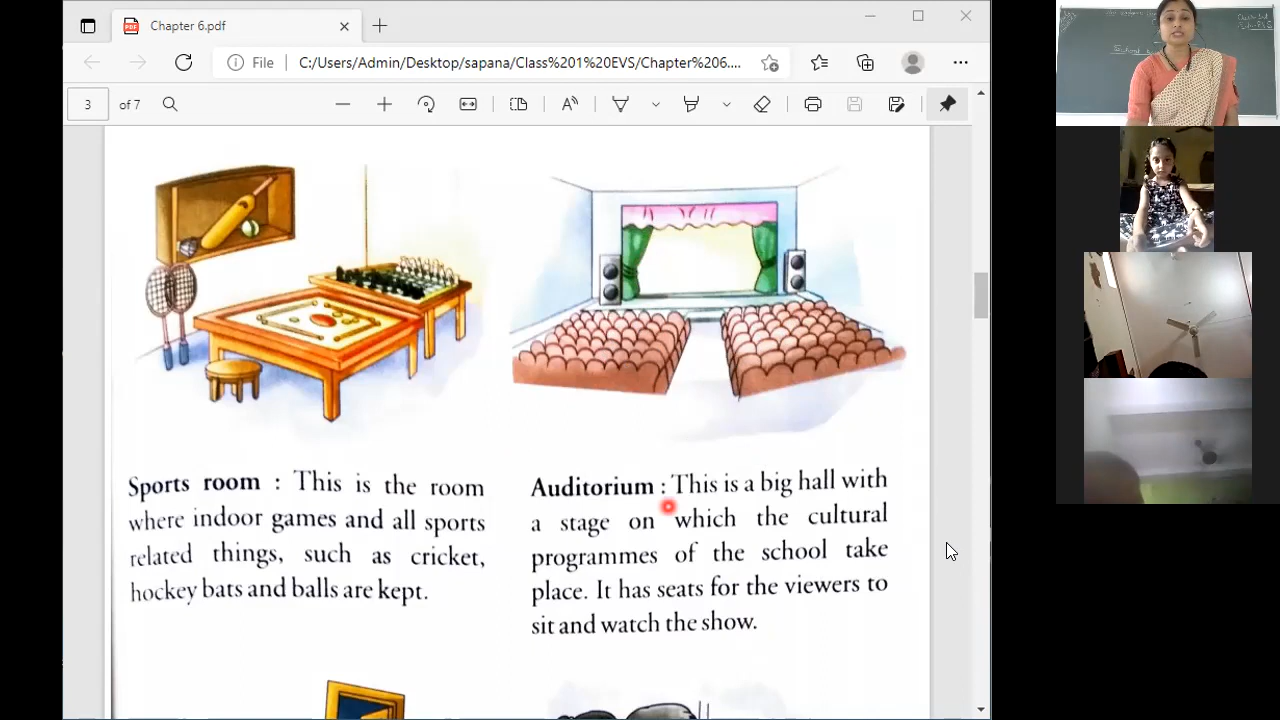 Chapter 6.pdf
File
C:/Users/Admin/Desktop/sapana/Class%201%20EVS/Chapter%206....
3
of 7
Sports room : This is the room
where indoor games and all sports
related things, such as cricket,
hockey bats and balls are kept.
Auditorium : This is a big hall with
a stage on which the cultural
programmes of the school take
place. It has seats for the viewers to
sit and watch the show.